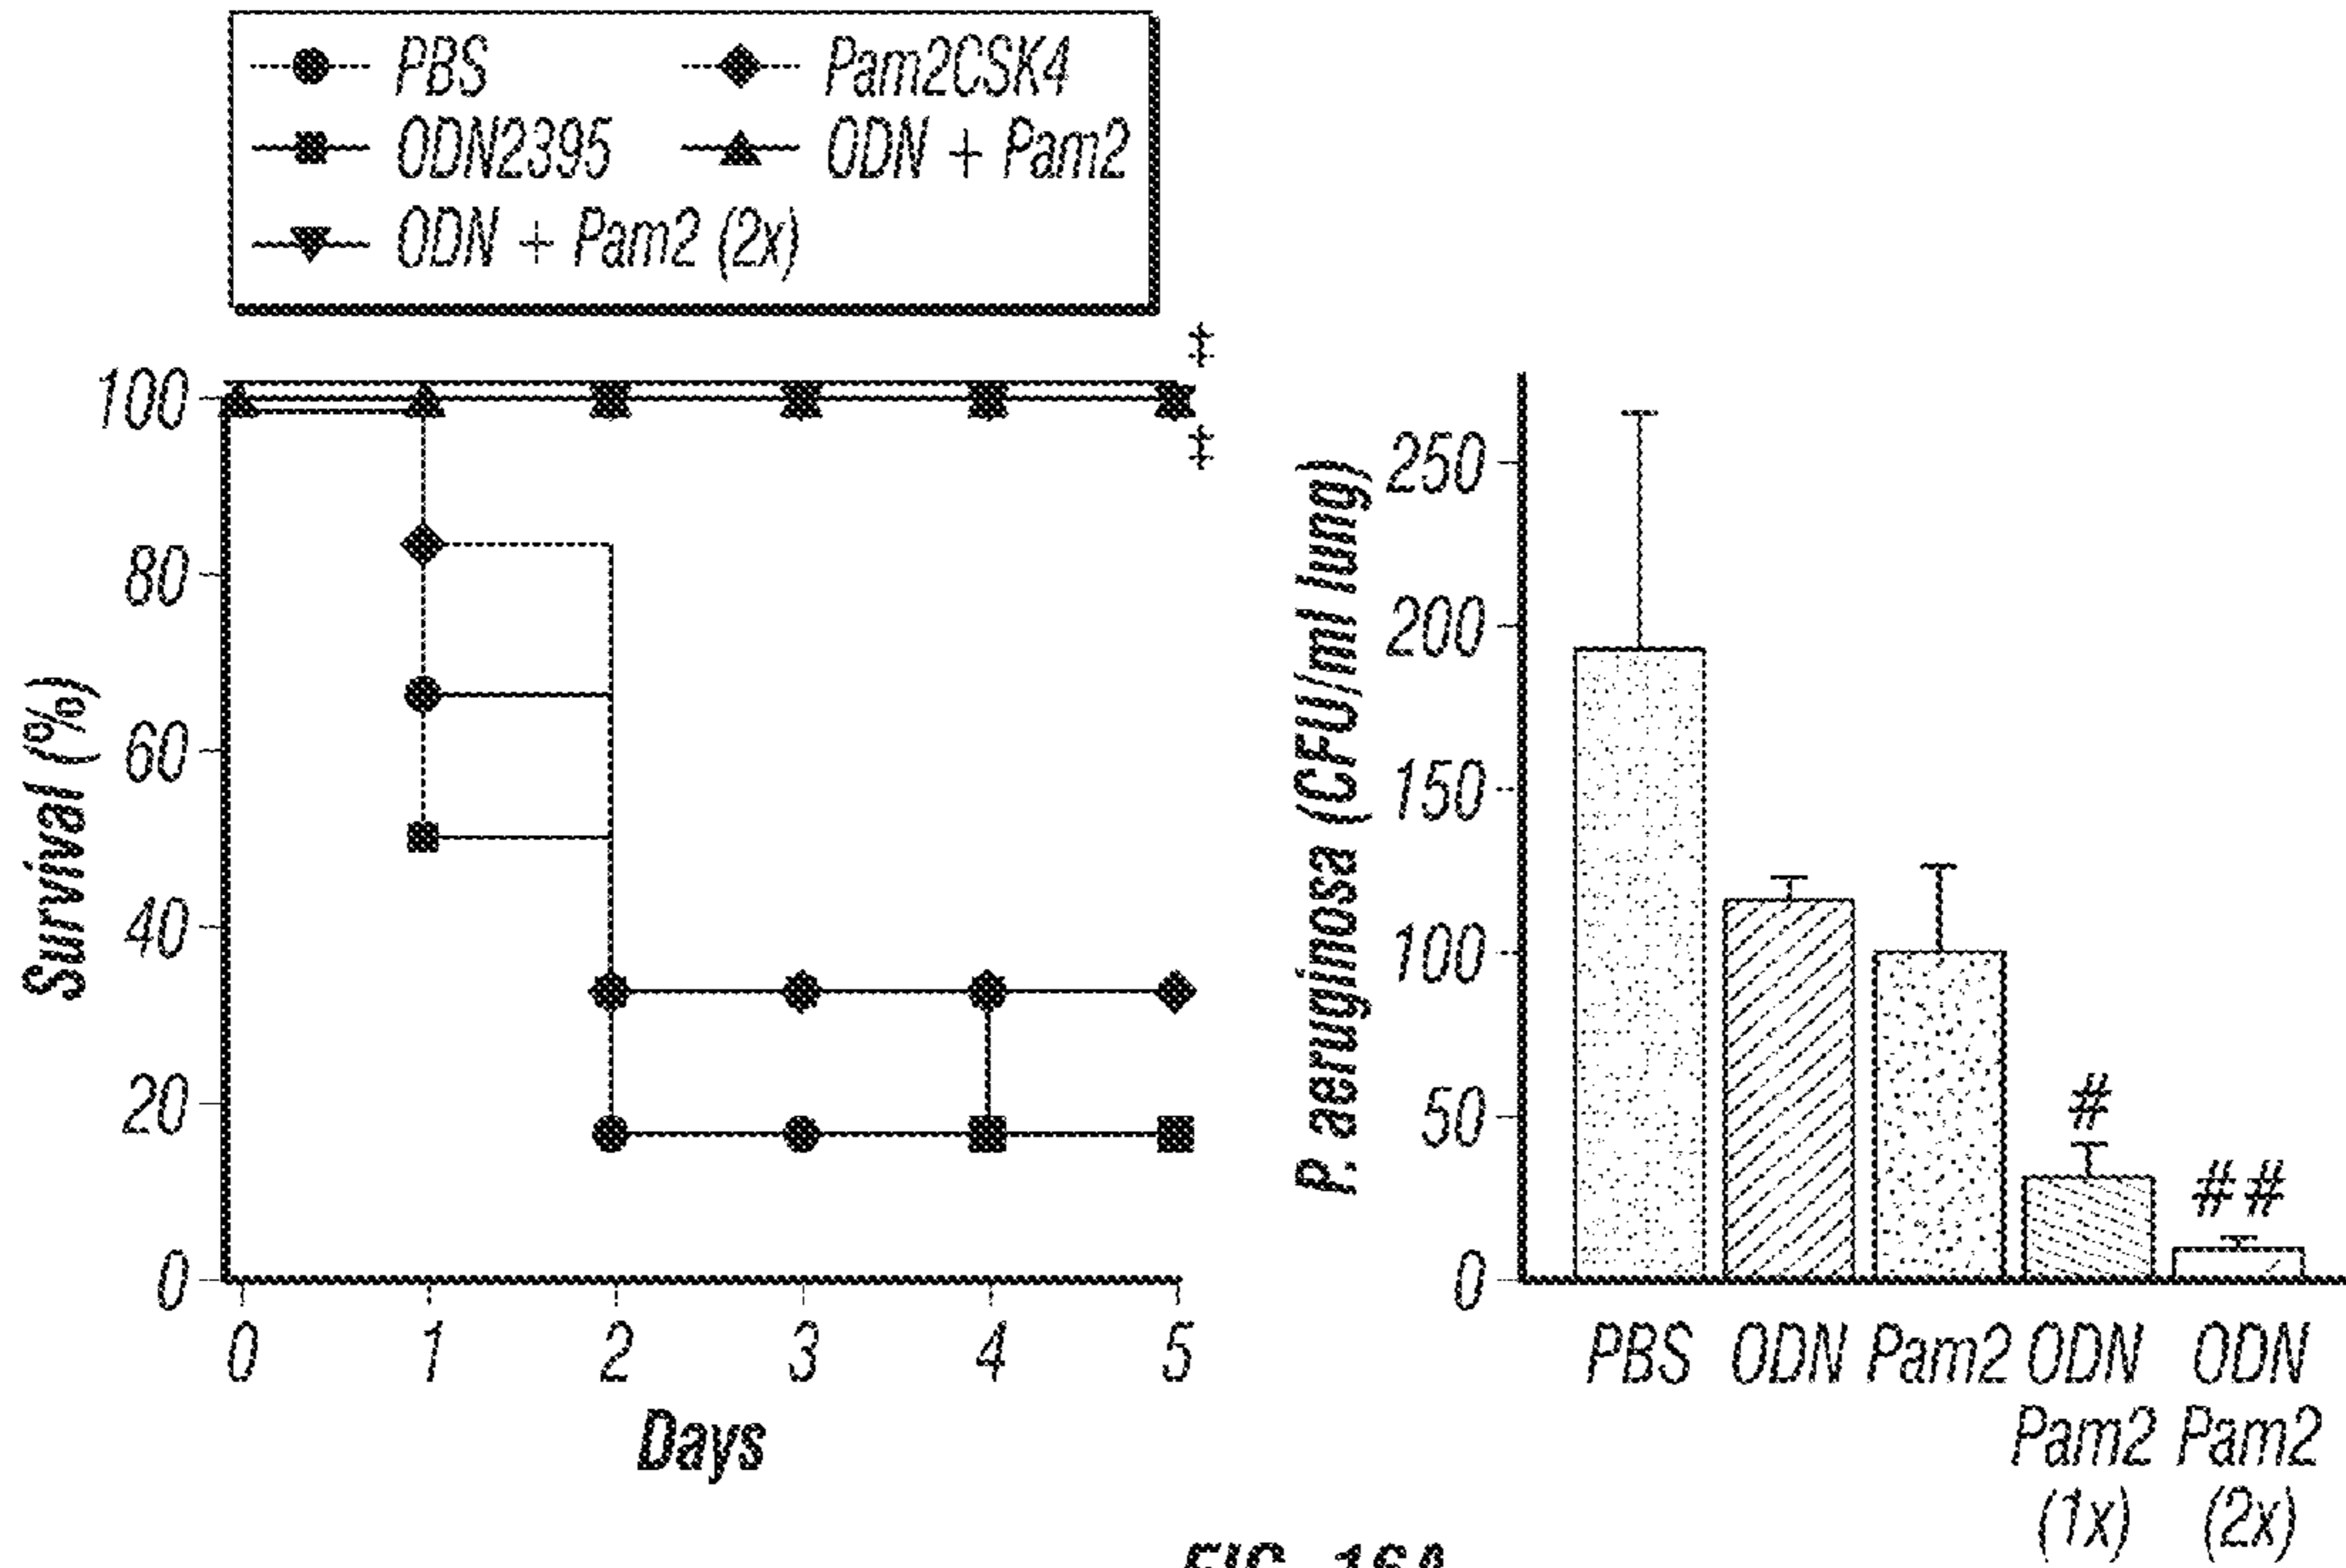 PBS
Pam2CSK4
ODN2395
ODN + Pam2
ODN + Pam2 (2x)
‡
‡
100
80
60
40
20
0
Survival (%)
0 1 2 3 4 5
Days
P. aeruginosa (CFU/ml lung)
250
200
150
100
50
0
#
##
PBS ODN Pam2 ODN ODN
Pam2 Pam2
(1x) (2x)
FIG. 16A